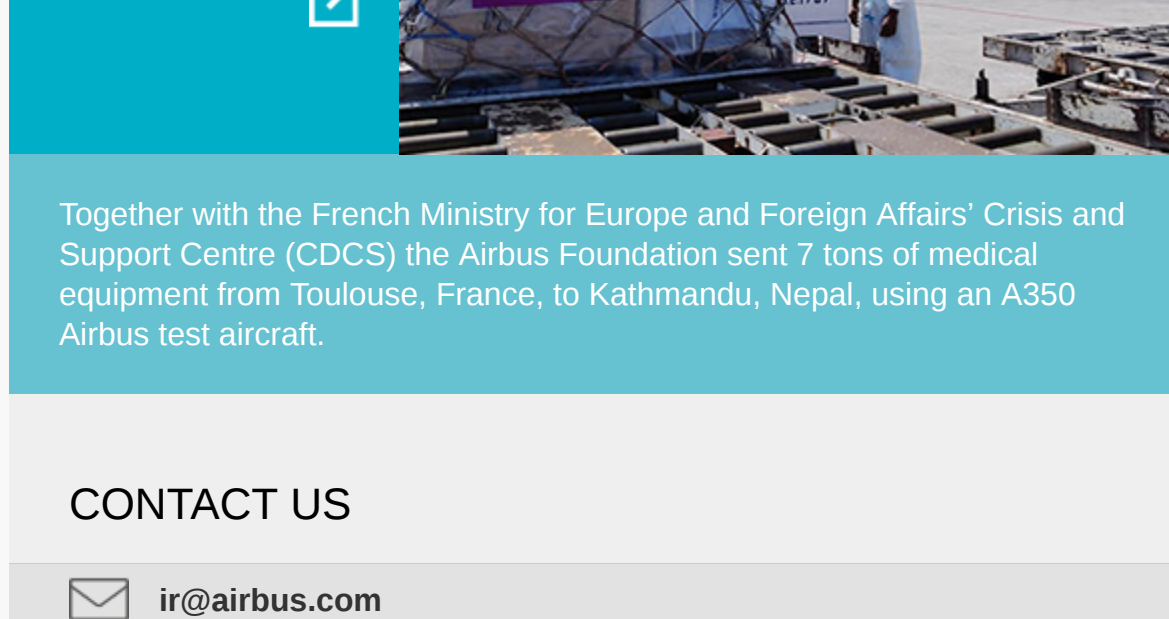 Together with the French Ministry for Europe and Foreign Affairs’ Crisis and
Support Centre (CDCS) the Airbus Foundation sent 7 tons of medical
equipment from Toulouse, France, to Kathmandu, Nepal, using an A350
Airbus test aircraft.
CONTACT US
ir@airbus.com